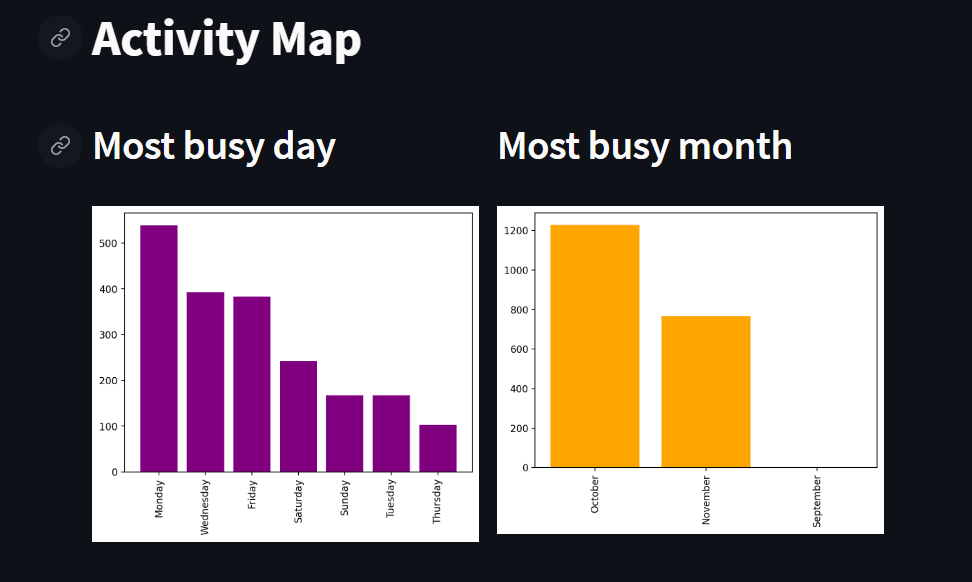 Activity Map
Most busy day
Most busy month
500
400
300
200
100
0
Monday
Wednesday
Friday
Saturday
Sunday
Tuesday
Thursday
1200
1000
800
600
400
200
0
October
November
September